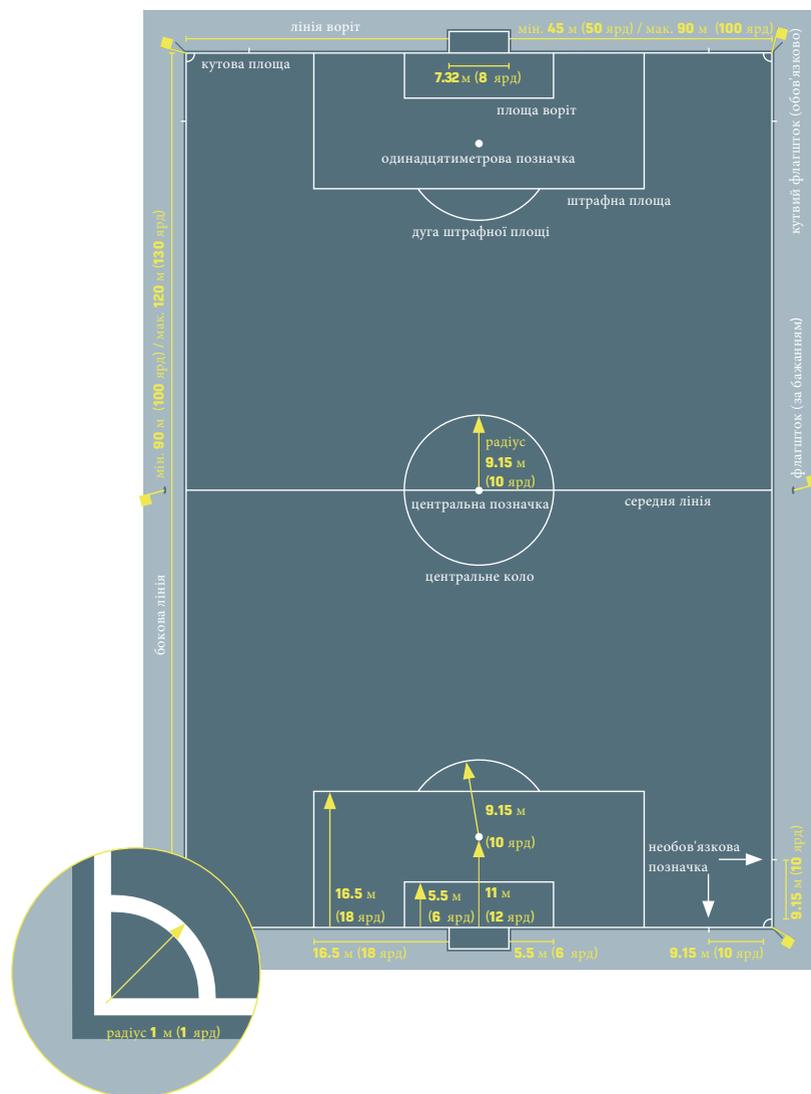 лінія воріт
мін. 45 м (50 ярд) / мак. 90 м (100 ярд)
кутова площа
7.32 м (8 ярд)
площа воріт
одинадцятиметрова позначка
штрафна площа
дуга штрафної площі
кутвий флагшток (обов'язково)
мін. 90 м (100 ярд) / мак. 120 м (130 ярд)
флагшток (за бажанням)
радіус
9.15 м
(10 ярд)
центральна позначка
середня лінія
центральне коло
бокова лінія
9.15 м
(10 ярд)
необов'язкова
позначка
9.15 м (10 ярд)
16.5 м
(18 ярд)
5.5 м
(6 ярд)
11 м
(12 ярд)
16.5 м (18 ярд)
5.5 м (6 ярд)
9.15 м (10 ярд)
радіус 1 м (1 ярд)